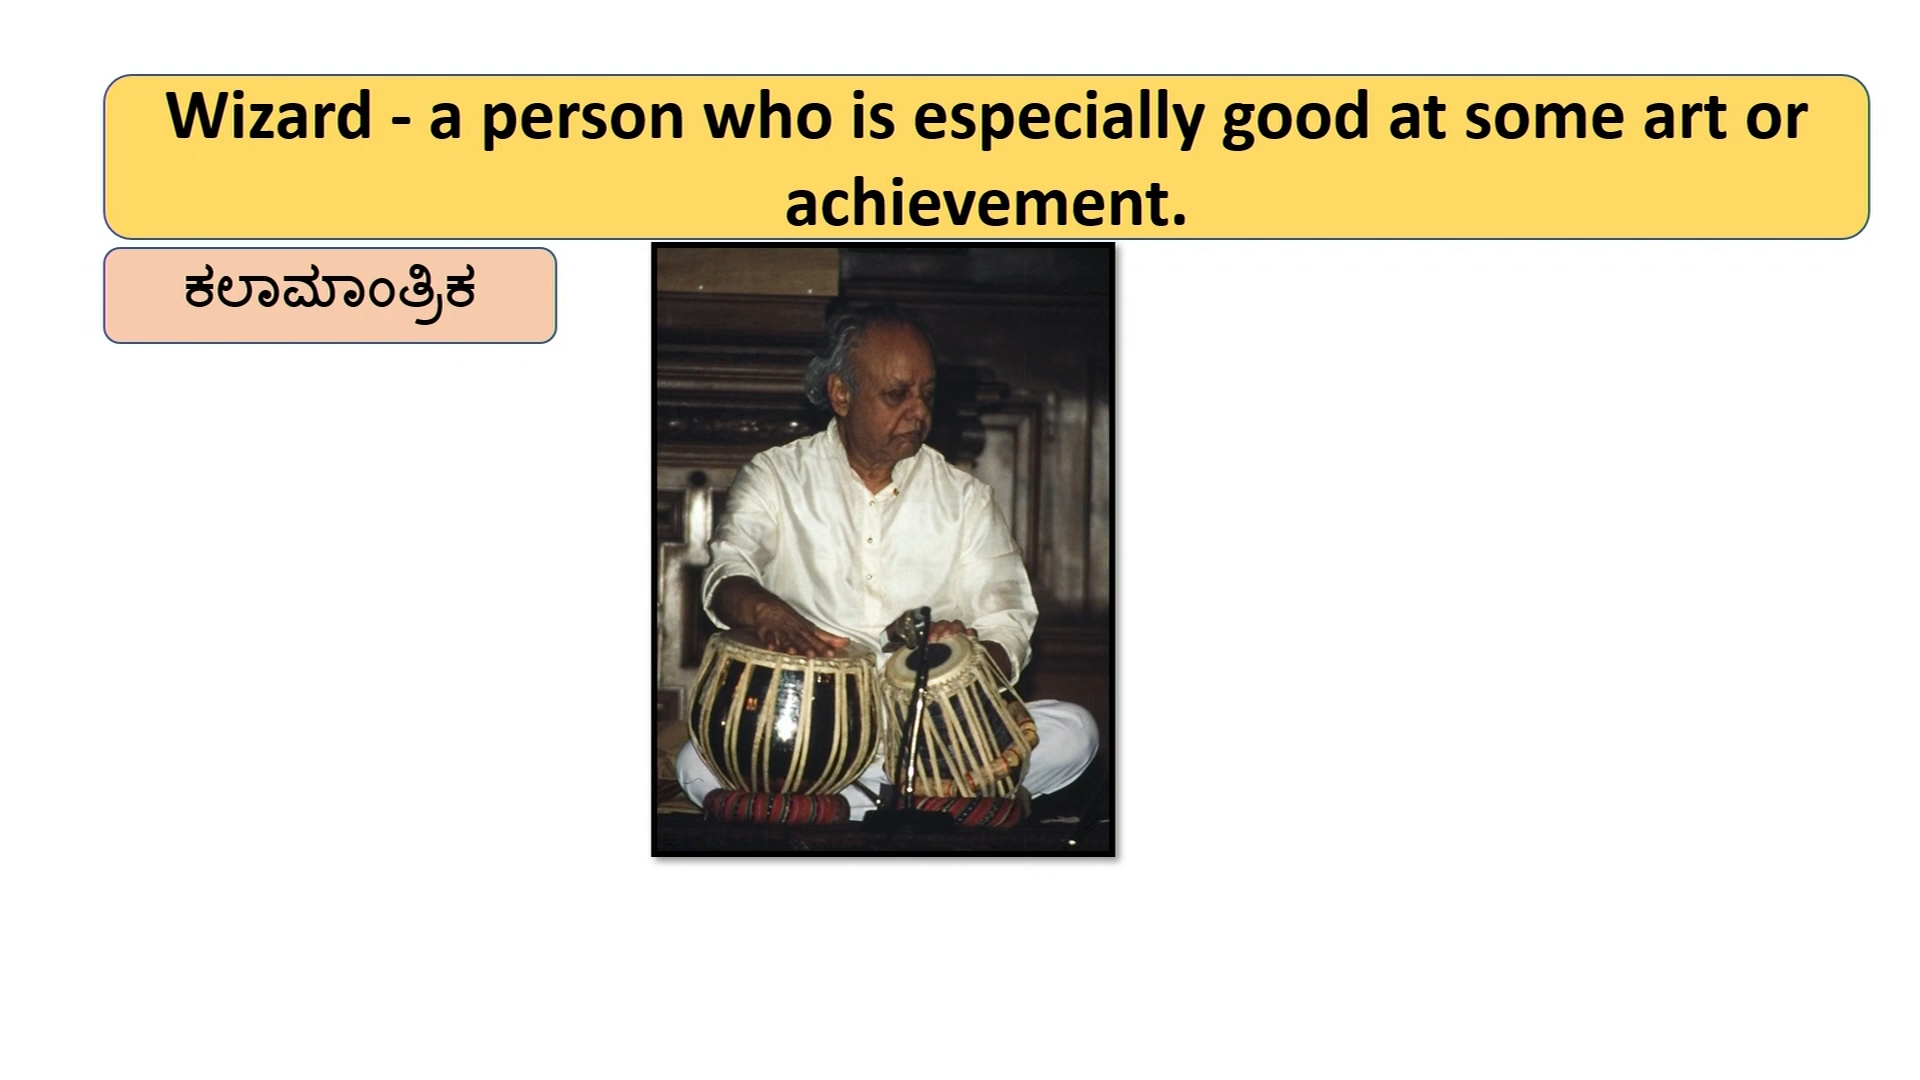 Wizard - a person who is especially good at some art or
achievement.
ಕಲಾಮಾಂತ್ರಿಕ